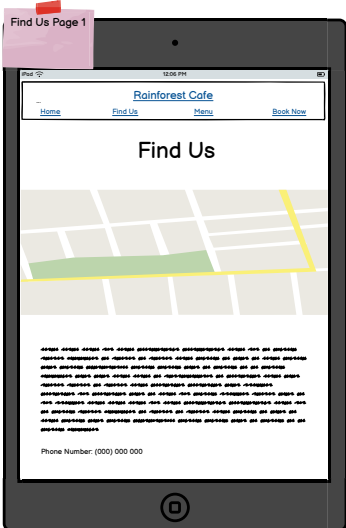 Find Us Page 1
iPad 12:06 PM
Rainforest Cafe
Home Find Us Menu Book Now
Find Us
Phone Number: (000) 000 000